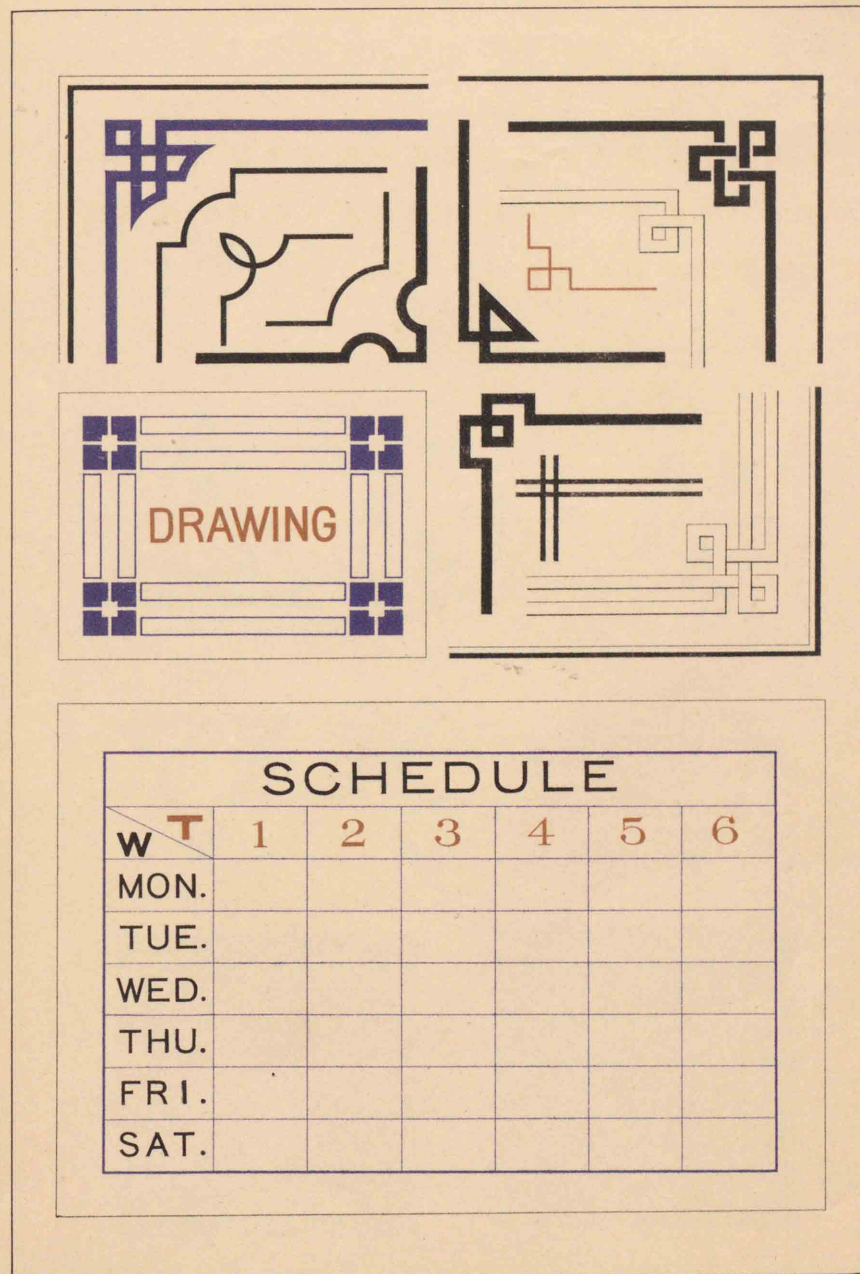 DRAWING
SCHEDULE
W T 1 2 3 4 5 6
MON.
TUE.
WED.
THU.
FRI.
SAT.